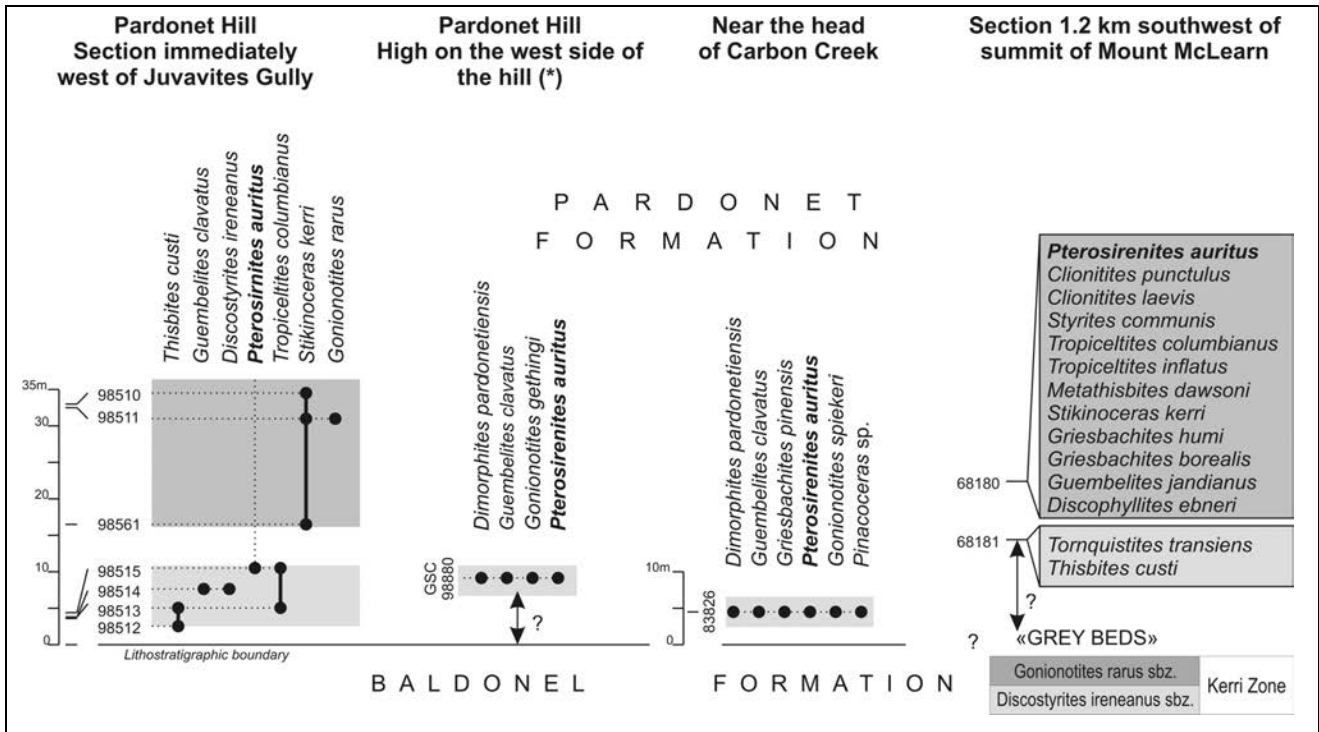 Pardonet Hill
Section immediately
west of Juvavites Gully
Pardonet Hill
High on the west side of
the hill (*)
Near the head
of Carbon Creek
Section 1.2 km southwest of
summit of Mount McLearn
PARDONET
FORMATION
Thisbites custi
Guembelites clavatus
Discostyrites ireneanus
Pterosirnites auritus
Tropiceltites columbianus
Stikinoceras kerri
Gonionotites rarus
35m
30
20
10
0
98510
98511
98561
98515
98514
98513
98512
Lithostratigraphic boundary
Dimorphites pardonetiensis
Guembelites clavatus
Gonionotites gethingi
Pterosirenites auritus
GSC
98880
?
Dimorphites pardonetiensis
Guembelites clavatus
Griesbachites pinensis
Pterosirenites auritus
Gonionotites spiekeri
Pinacoceras sp.
10m
0
83826
Pterosirenites auritus
Clionitites punctulus
Clionitites laevis
Styrites communis
Tropiceltites columbianus
Tropiceltites inflatus
Metathisbites dawsoni
Stikinoceras kerri
Griesbachites humi
Griesbachites borealis
Guembelites jandianus
Discophyllites ebneri
68180
68181
Tornquistites transiens
Thisbites custi
?
? «GREY BEDS»
Gonionotites rarus sbz.
Discostyrites ireneanus sbz.
Kerri Zone
BALDONEL FORMATION